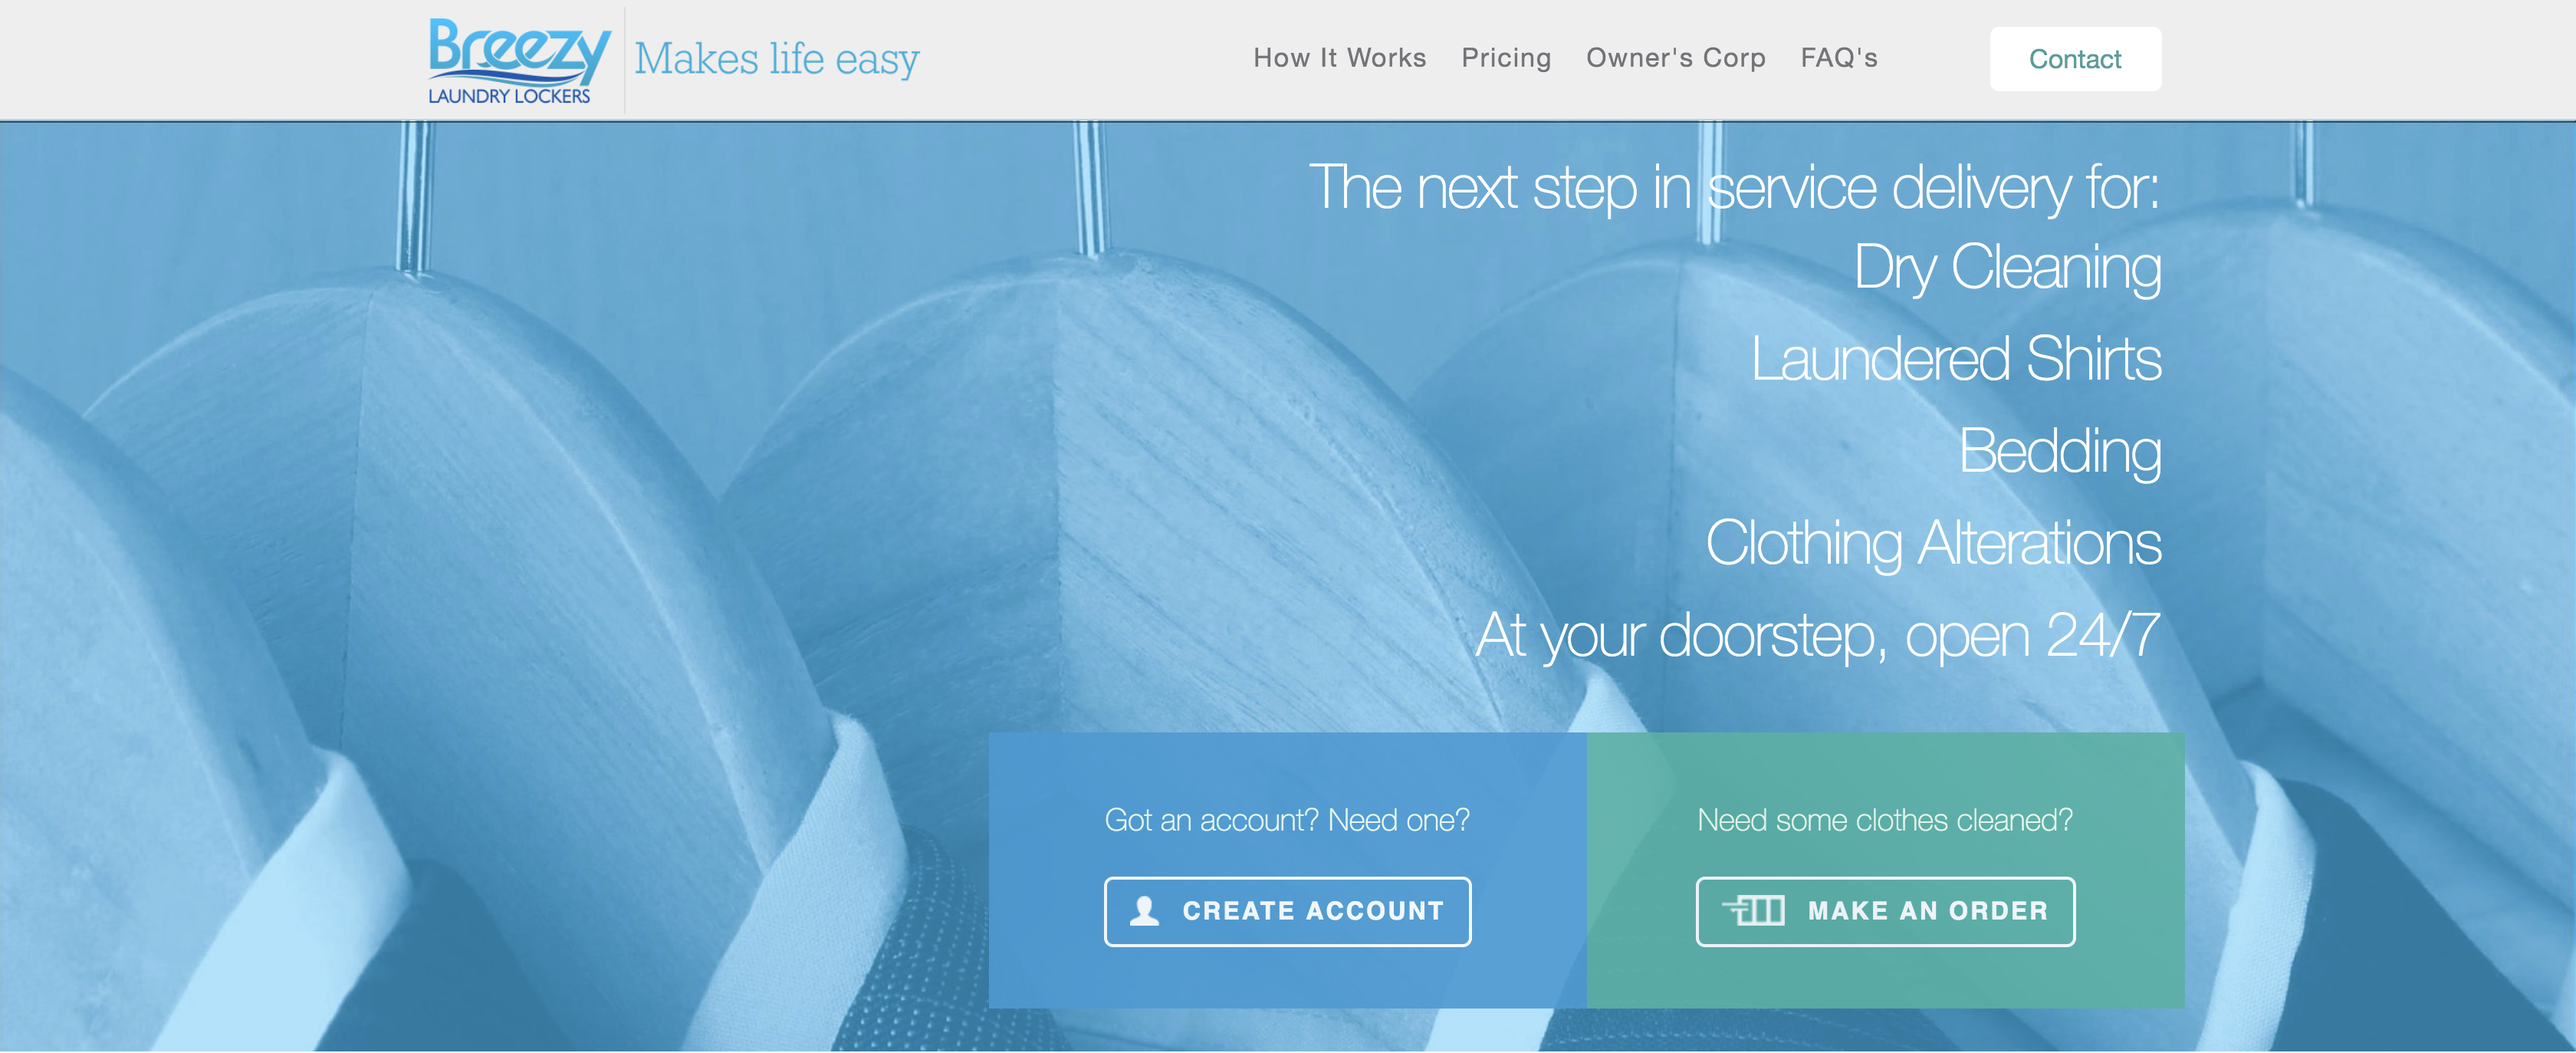 Breezy
LAUNDRY LOCKERS
Makes life easy
How It Works
Pricing
Owner's Corp
FAQ's
Contact
The next step in service delivery for:
Dry Cleaning
Laundered Shirts
Bedding
Clothing Alterations
At your doorstep, open 24/7
Got an account? Need one?
CREATE ACCOUNT
Need some clothes cleaned?
MAKE AN ORDER